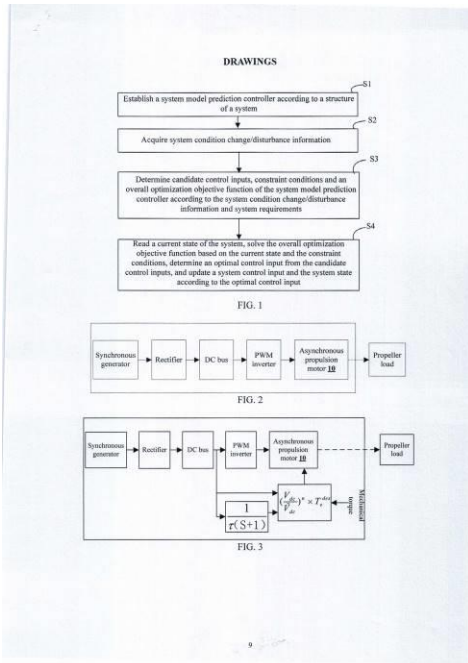 DRAWINGS
S1
Establish a system model prediction controller according to a structure
of a system
S2
Acquire system condition change/disturbance information
S3
Determine candidate control inputs, constraint conditions and an
overall optimization objective function of the system model prediction
controller according to the system condition change/disturbance
information and system requirements
S4
Read a current state of the system, solve the overall optimization
objective function based on the current state and the constraint
conditions, determine an optimal control input from the candidate
control inputs, and update a system control input and the system state
according to the optimal control input
FIG. 1
Synchronous
generator
Rectifier
DC bus
PWM
inverter
Asynchronous
propulsion
motor 10
Propeller
load
FIG. 2
Synchronous
generator
Rectifier
DC bus
PWM
inverter
Asynchronous
propulsion
motor 10
Propeller
load
1
τ(S+1)
Mechanical
torque
FIG. 3
9